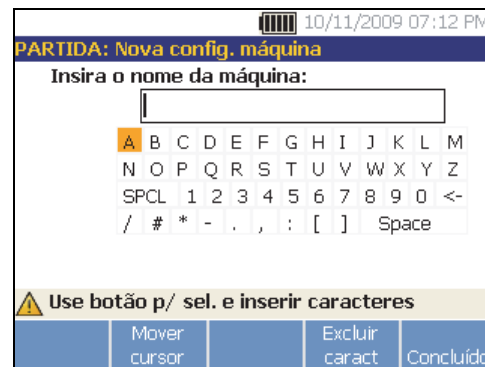 10/11/2009 07:12 PM
PARTIDA: Nova config. máquina
Insira o nome da máquina:
A B C D E F G H I J K L M
N O P Q R S T U V W X Y Z
SPCL 1 2 3 4 5 6 7 8 9 0 <-
/ # * - . , : [ ] Space
Use botão p/ sel. e inserir caracteres
Mover cursor
Excluir caract
Concluído